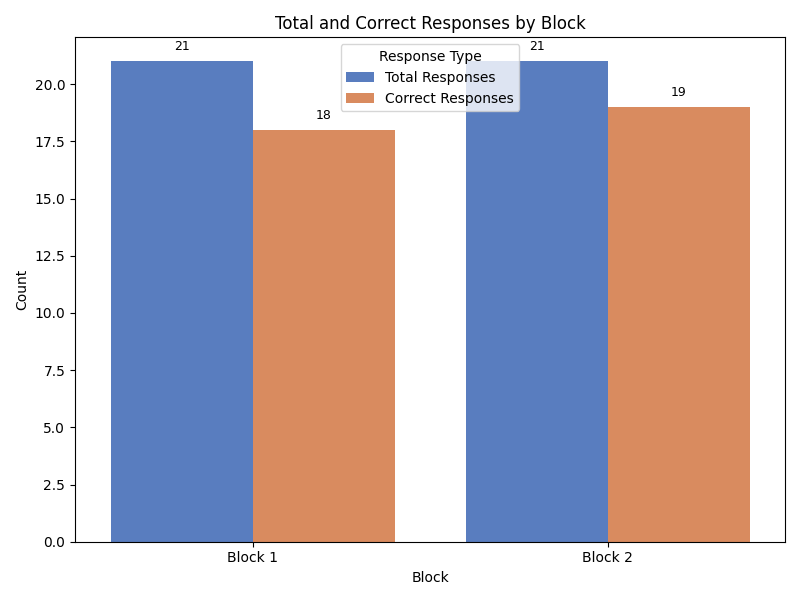 Total and Correct Responses by Block
21
21
Response Type
Total Responses
Correct Responses
19
18
20.0
17.5
15.0
12.5
10.0
7.5
5.0
2.5
0.0
Count
Block 1
Block 2
Block